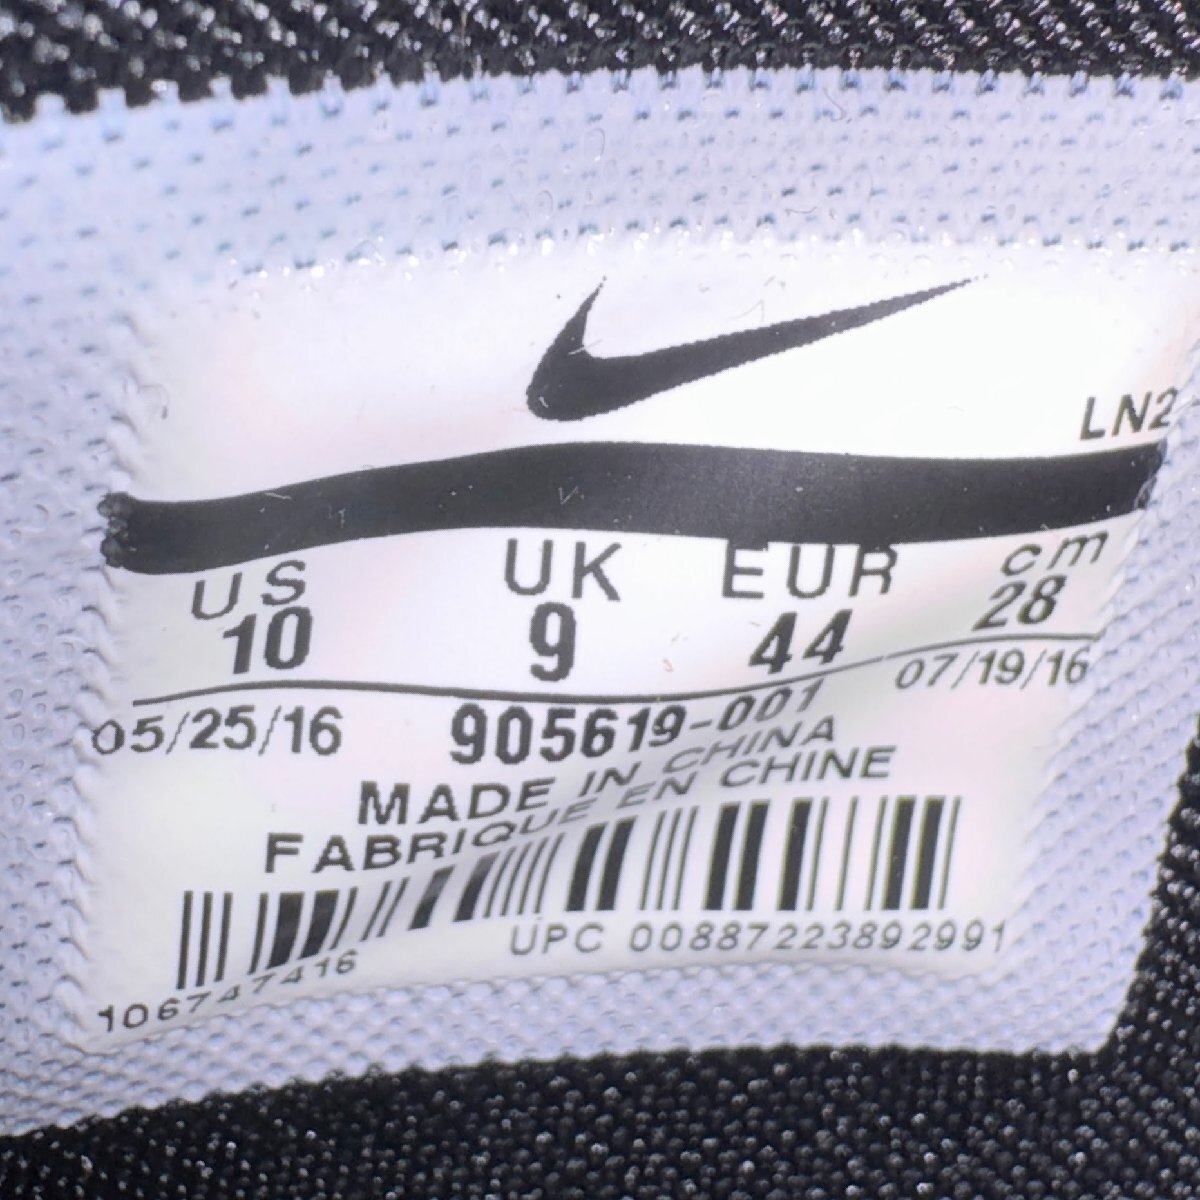 LN2
US UK EUR cm
10 9 44 28
05/25/16 905619-001 07/19/16
MADE IN CHINA
FABRIQUE EN CHINE
106747416 UPC 00887223892991